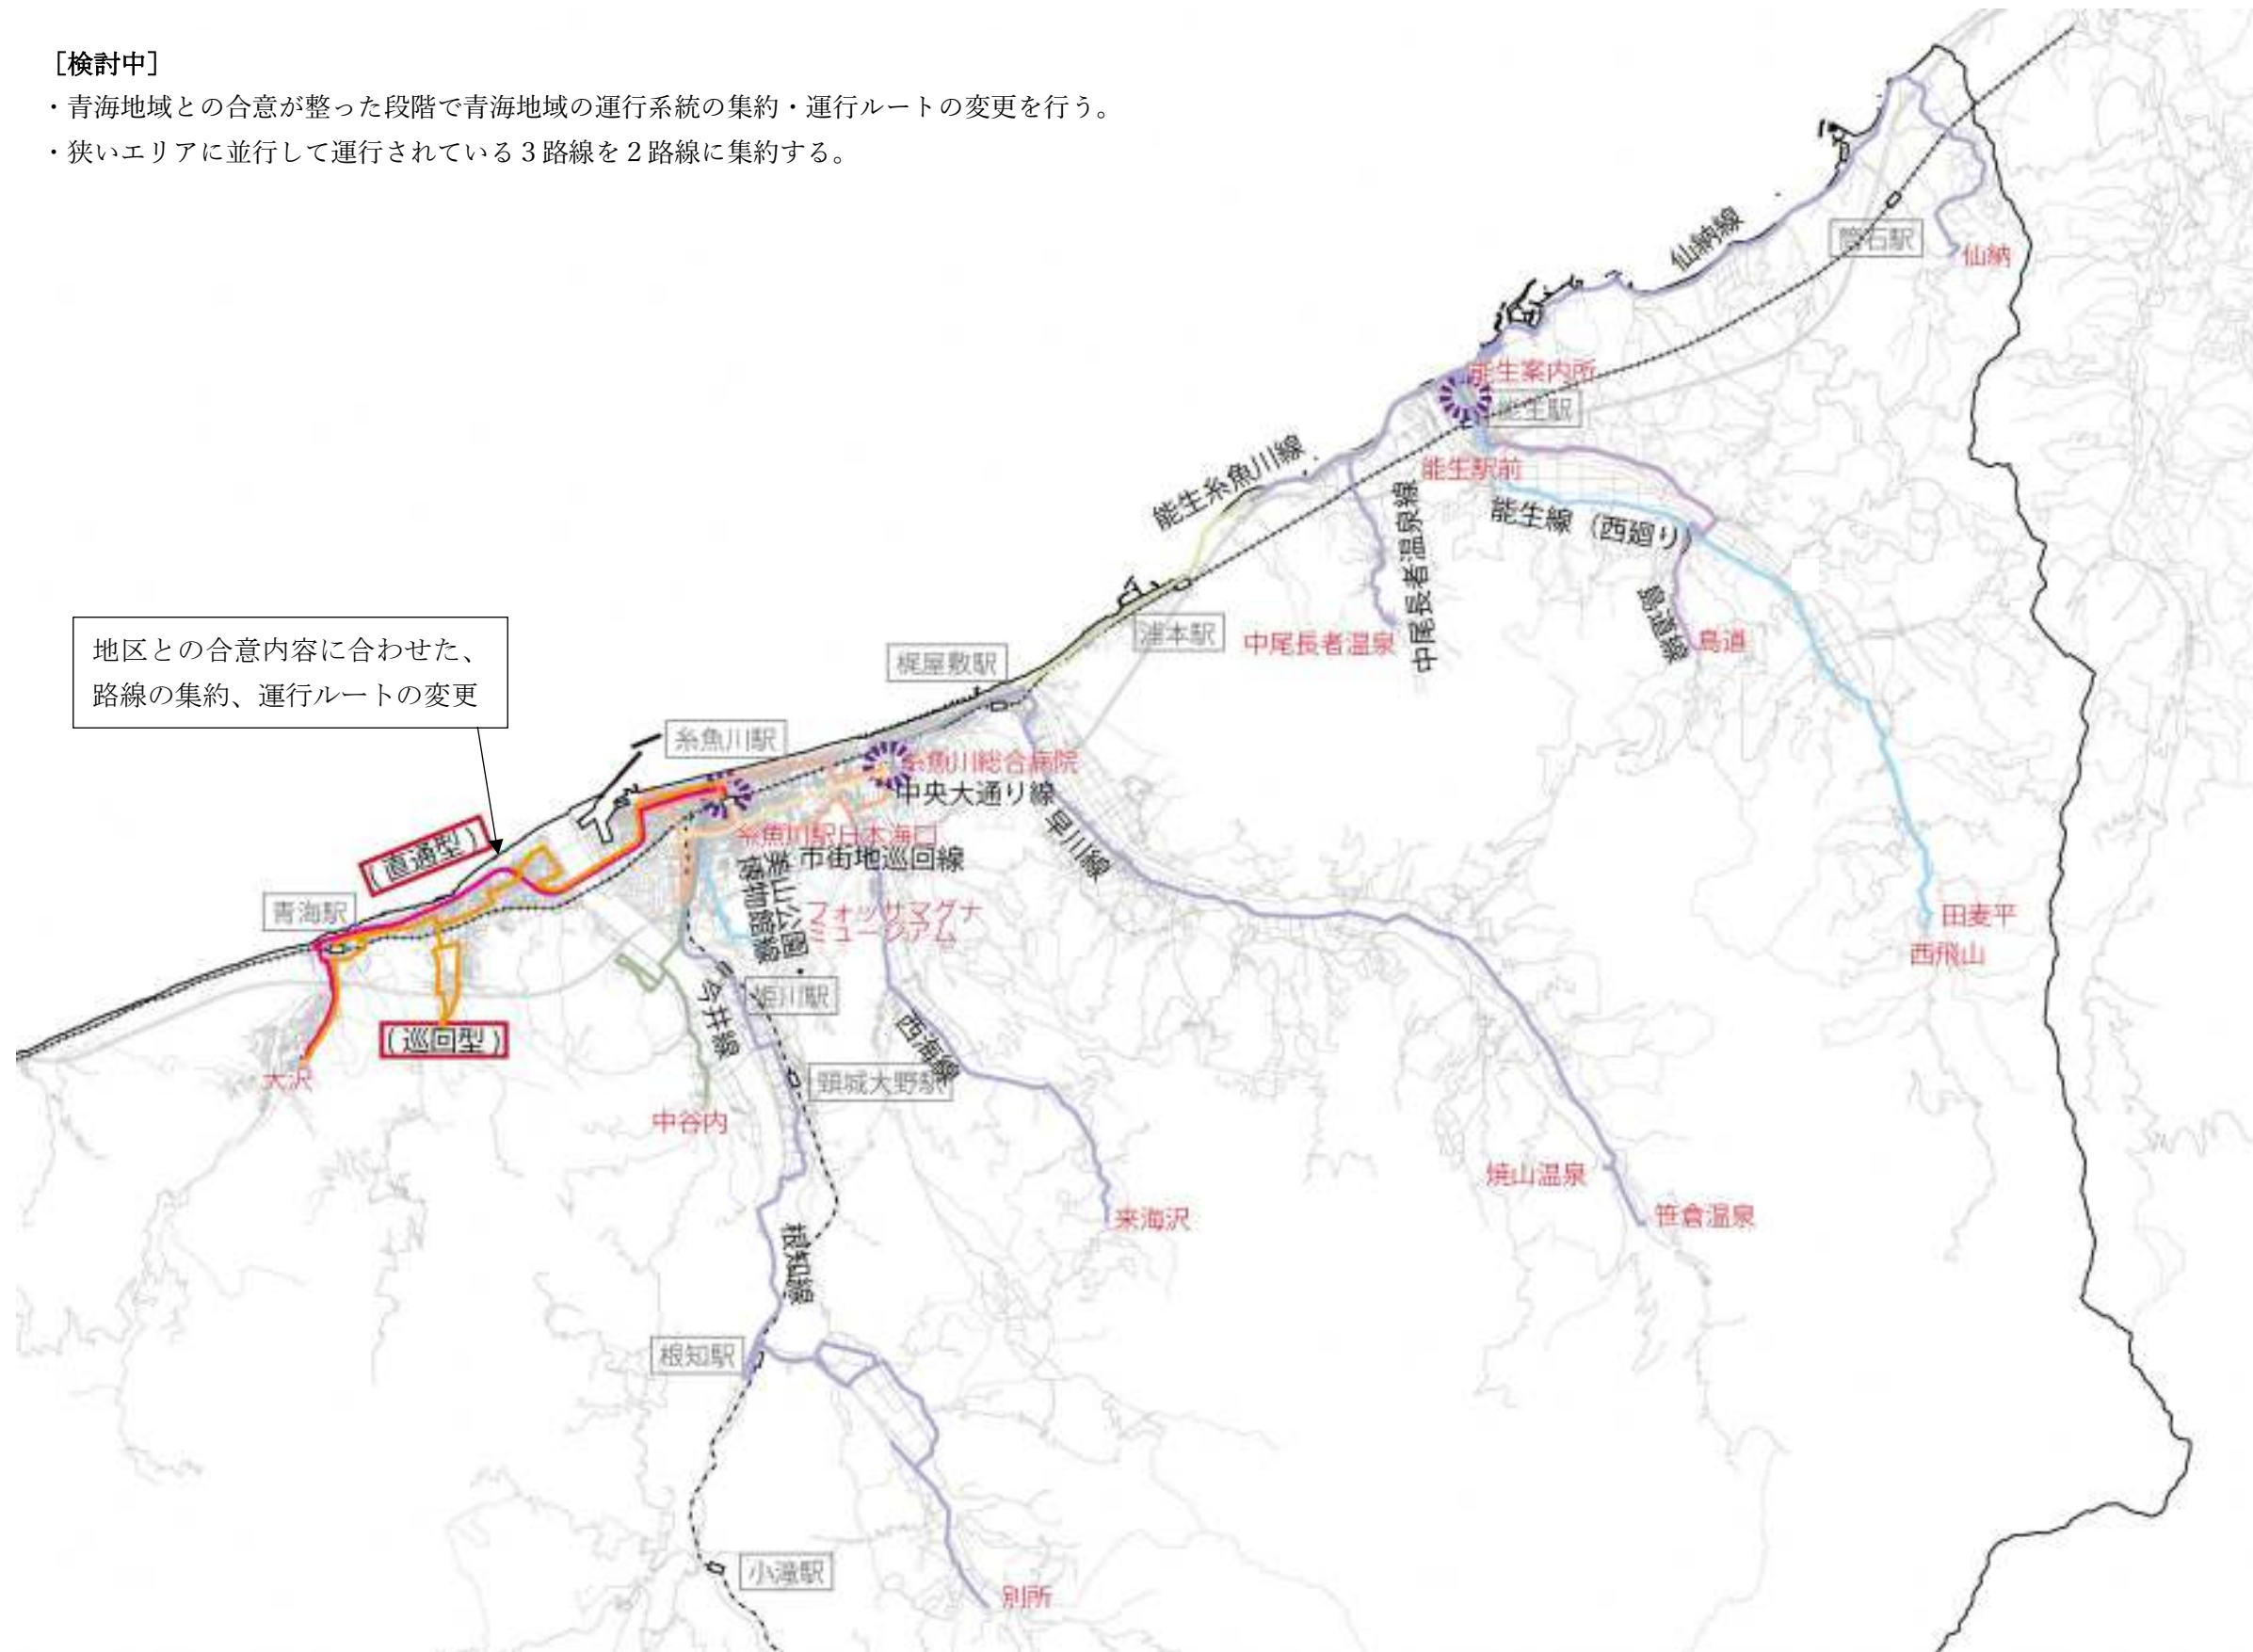 ［検討中］
・青海地域との合意が整った段階で青海地域の運行系統の集約・運行ルートの変更を行う。
・狭いエリアに並行して運行されている３路線を２路線に集約する。
仙納線
筒石駅
仙納
能生案内所
能生駅
能生糸魚川線
能生駅前
中尾長者温泉線
能生線（西廻り）
島道線
島道
浦本駅
中尾長者温泉
梶屋敷駅
地区との合意内容に合わせた、
路線の集約、運行ルートの変更
糸魚川駅
糸魚川総合病院
中央大通り線
糸魚川駅日本海口
市街地巡回線
早川線
(直通型)
美山公園・
博物館線
青海駅
フォッサマグナ
ミュージアム
田麦平
西飛山
姫川駅
今井線
(巡回型)
西海線
大沢
頸城大野駅
中谷内
焼山温泉
来海沢
笹倉温泉
根知線
根知駅
小滝駅
別所